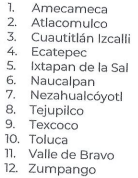 1. Amecameca
2. Atlacomulco
3. Cuautitlán Izcalli
4. Ecatepec
5. Ixtapan de la Sal
6. Naucalpan
7. Nezahualcóyotl
8. Tejupilco
9. Texcoco
10. Toluca
11. Valle de Bravo
12. Zumpango